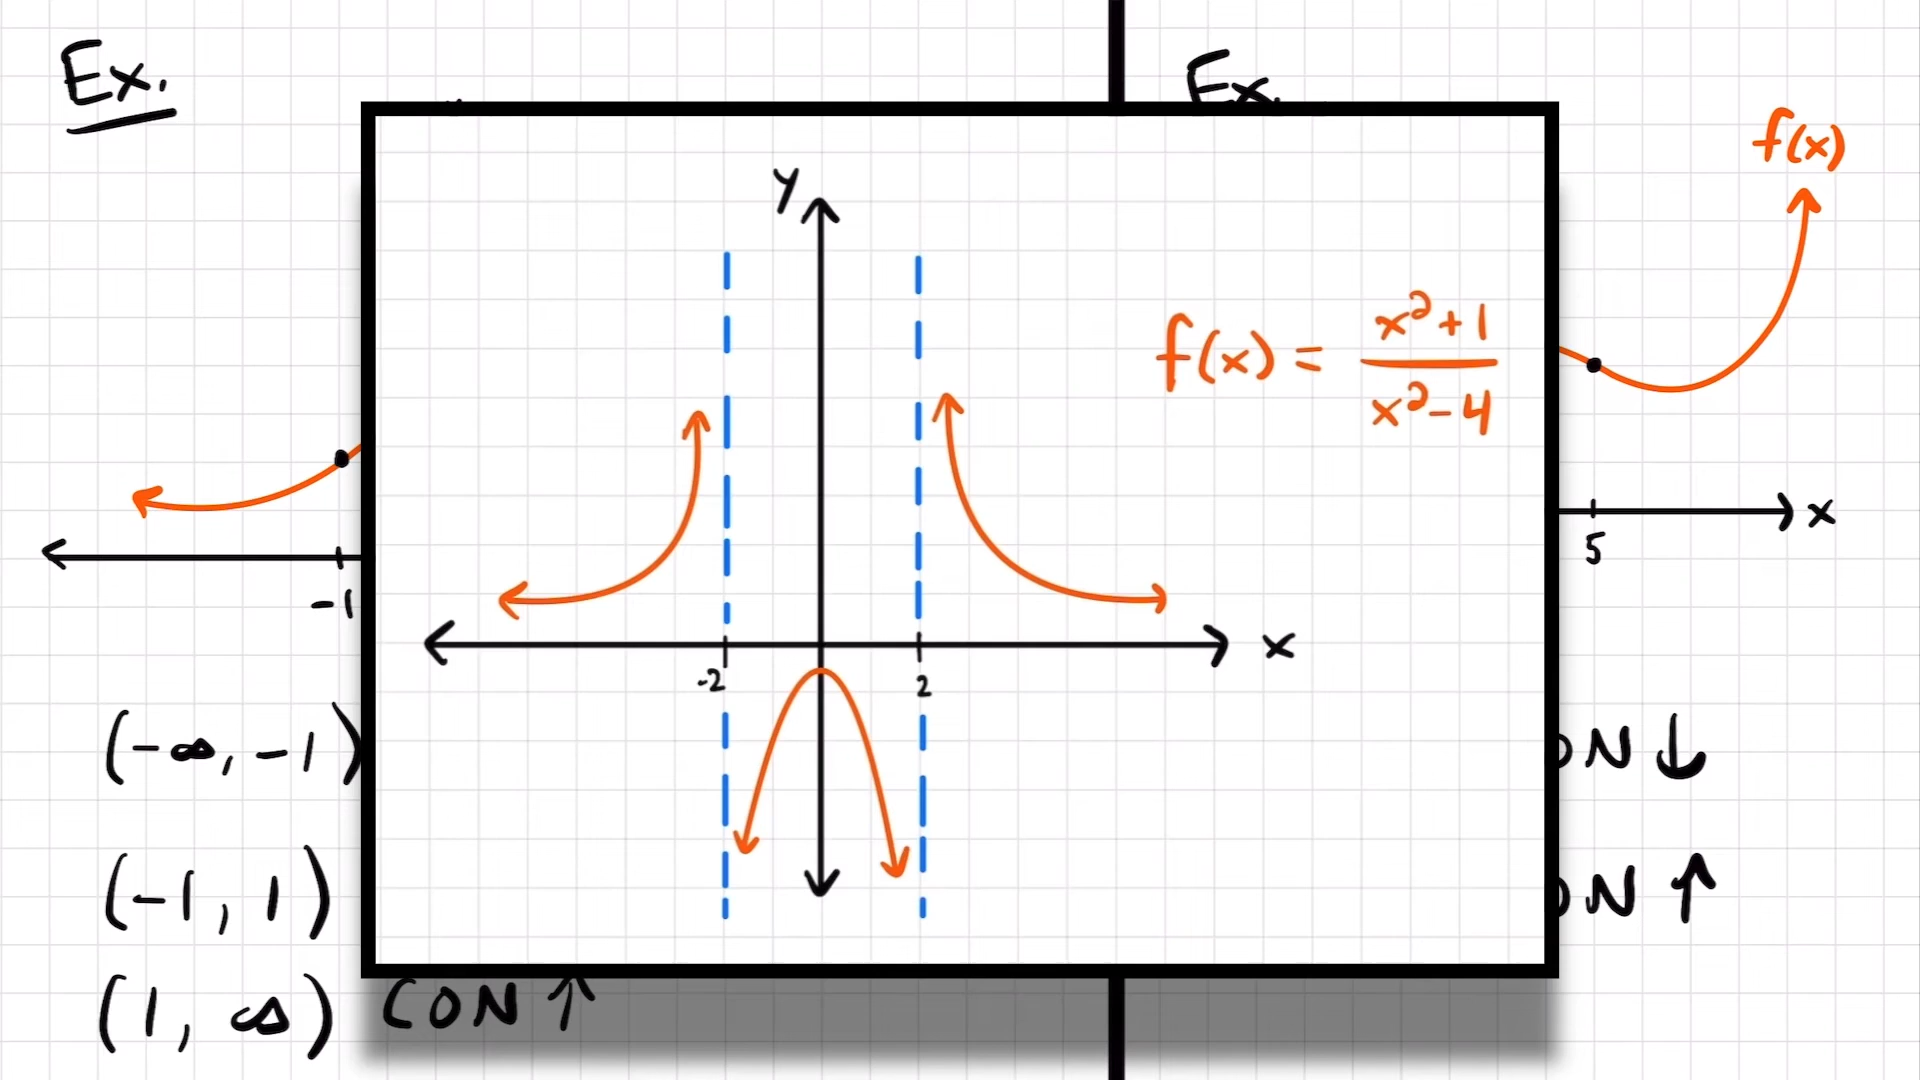 Ex.
Ex.
f(x)
y
f(x) = x²+1 / x²-4
x
5
-1
x
-2
2
(-∞, -1)
ON ↓
(-1, 1)
ON ↑
(1, ∞) CON ↑